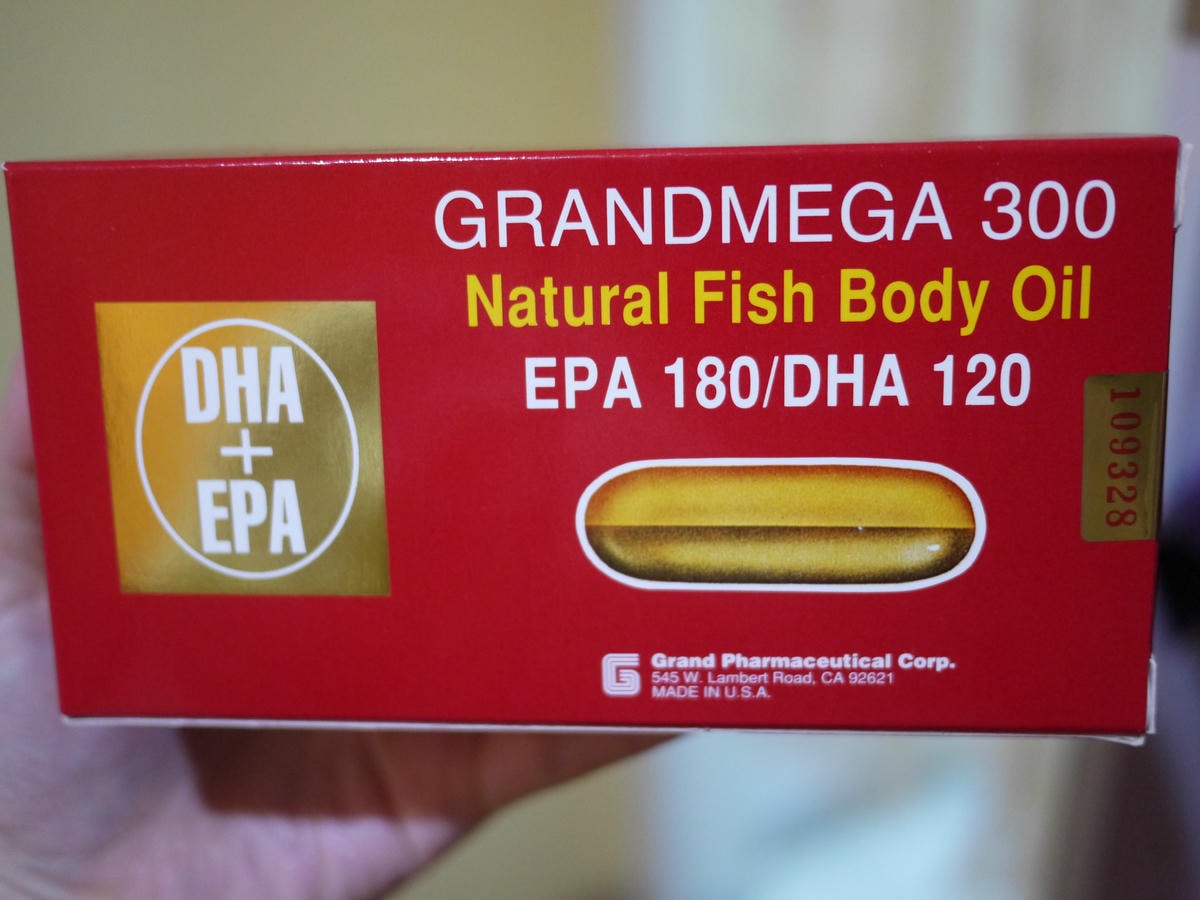 GRANDMEGA 300
Natural Fish Body Oil
EPA 180/DHA 120
DHA
+
EPA
109328
Grand Pharmaceutical Corp.
545 W. Lambert Road, CA 92621
MADE IN U.S.A.